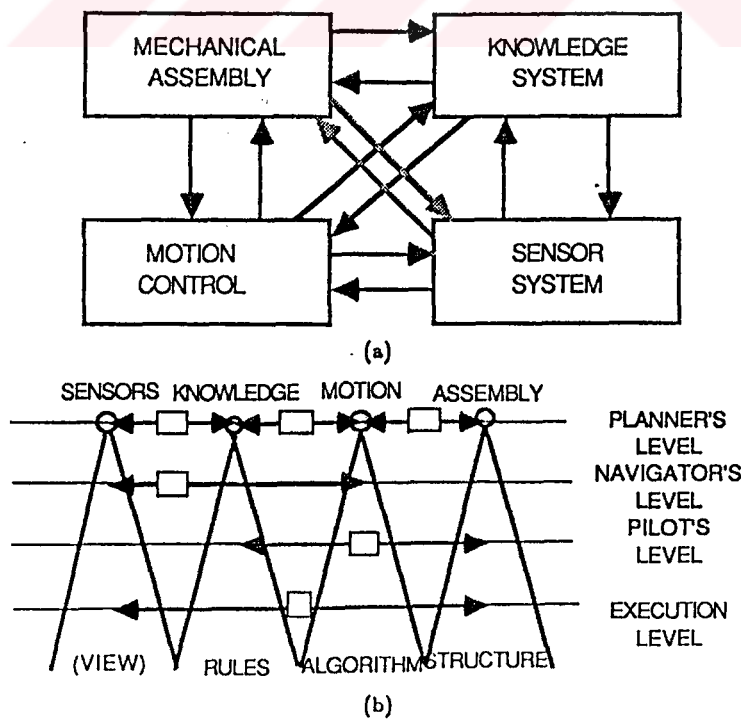 MECHANICAL
ASSEMBLY
KNOWLEDGE
SYSTEM
MOTION
CONTROL
SENSOR
SYSTEM
(a)
SENSORS KNOWLEDGE MOTION ASSEMBLY
PLANNER'S
LEVEL
NAVIGATOR'S
LEVEL
PILOT'S
LEVEL
EXECUTION
LEVEL
(VIEW) RULES ALGORITHM STRUCTURE
(b)